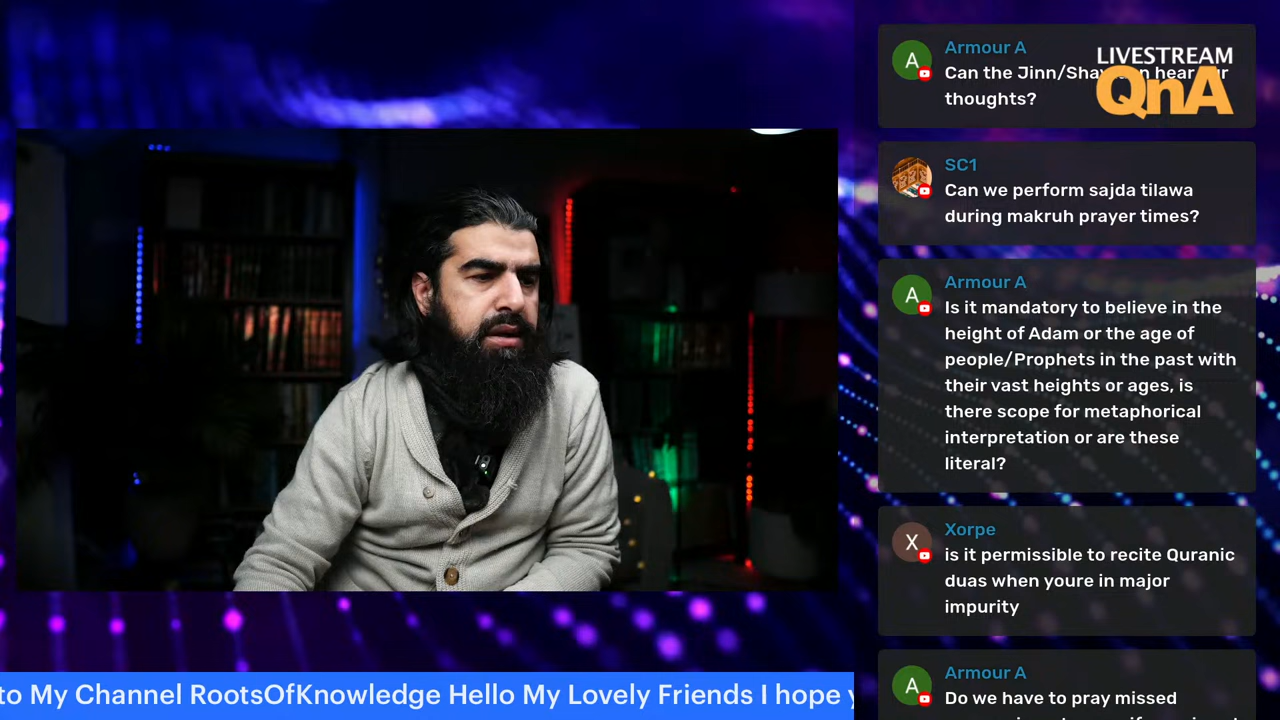 Armour A
Can the Jinn/Sha hear
thoughts?
LIVESTREAM
QnA
SC1
Can we perform sajda tilawa
during makruh prayer times?
Armour A
Is it mandatory to believe in the
height of Adam or the age of
people/Prophets in the past with
their vast heights or ages, is
there scope for metaphorical
interpretation or are these
literal?
Xorpe
is it permissible to recite Quranic
duas when youre in major
impurity
Armour A
Do we have to pray missed
to My Channel RootsOfKnowledge Hello My Lovely Friends I hope
A
A
X
A